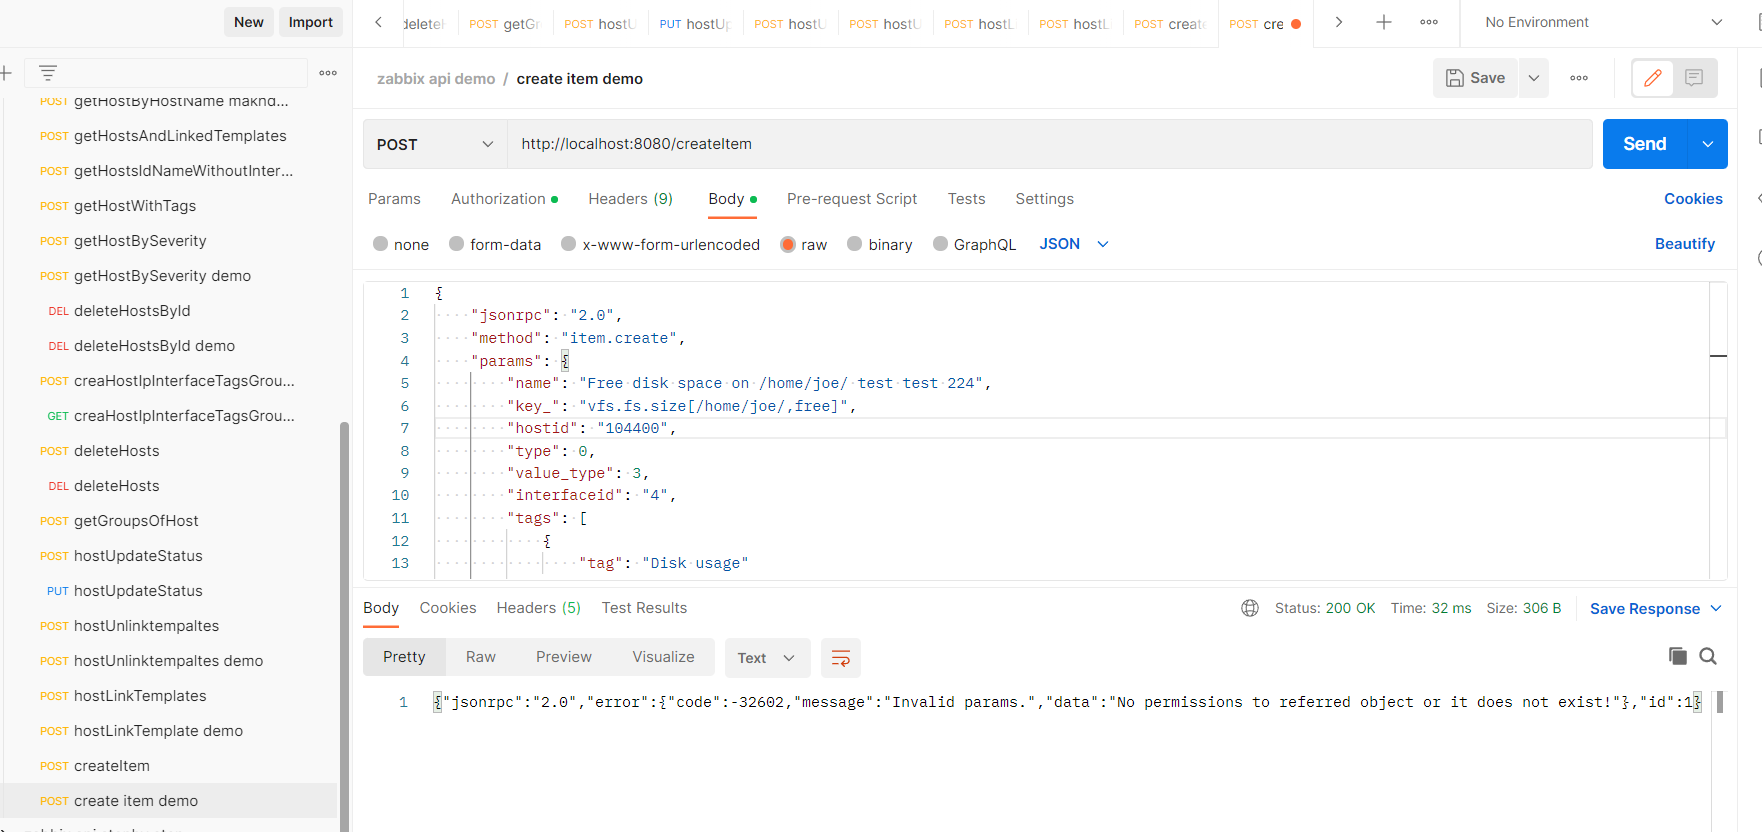 New Import
deleteH POST getGr POST hostU PUT hostUp POST hostU POST hostU POST hostLi POST hostLi POST create POST cre No Environment
zabbix api demo / create item demo Save
POST http://localhost:8080/createItem Send
Params Authorization Headers (9) Body Pre-request Script Tests Settings Cookies
none form-data x-www-form-urlencoded raw binary GraphQL JSON Beautify
POST getHostByHostName maknd...
POST getHostsAndLinkedTemplates
POST getHostsIdNameWithoutInter...
POST getHostWithTags
POST getHostBySeverity
POST getHostBySeverity demo
DEL deleteHostsById
DEL deleteHostsById demo
POST creaHostIpInterfaceTagsGrou...
GET creaHostIpInterfaceTagsGrou...
POST deleteHosts
DEL deleteHosts
POST getGroupsOfHost
POST hostUpdateStatus
PUT hostUpdateStatus
POST hostUnlinktempaltes
POST hostUnlinktempaltes demo
POST hostLinkTemplates
POST hostLinkTemplate demo
POST createItem
POST create item demo
1 {
2 "jsonrpc": "2.0",
3 "method": "item.create",
4 "params": {
5 "name": "Free disk space on /home/joe/ test test 224",
6 "key_": "vfs.fs.size[/home/joe/,free]",
7 "hostid": "104400",
8 "type": 0,
9 "value_type": 3,
10 "interfaceid": "4",
11 "tags": [
12 {
13 "tag": "Disk usage"
Body Cookies Headers (5) Test Results Status: 200 OK Time: 32 ms Size: 306 B Save Response
Pretty Raw Preview Visualize Text
1 {"jsonrpc":"2.0","error":{"code":-32602,"message":"Invalid params.","data":"No permissions to referred object or it does not exist!"},"id":1}